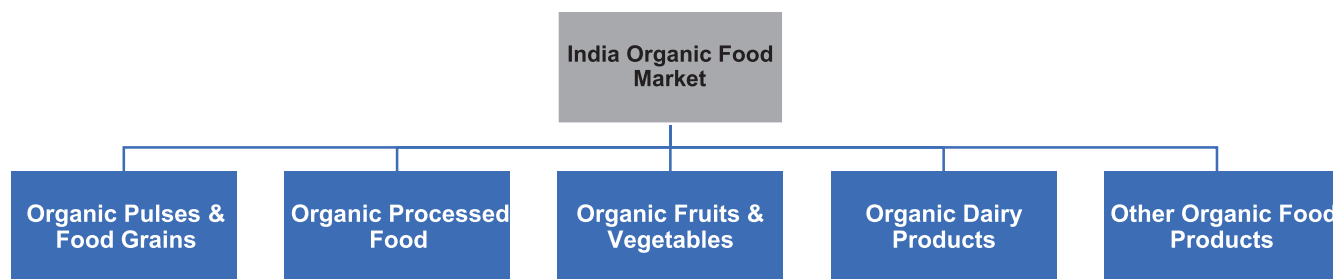 India Organic Food
Market
Organic Pulses &
Food Grains
Organic Processed
Food
Organic Fruits &
Vegetables
Organic Dairy
Products
Other Organic Food
Products